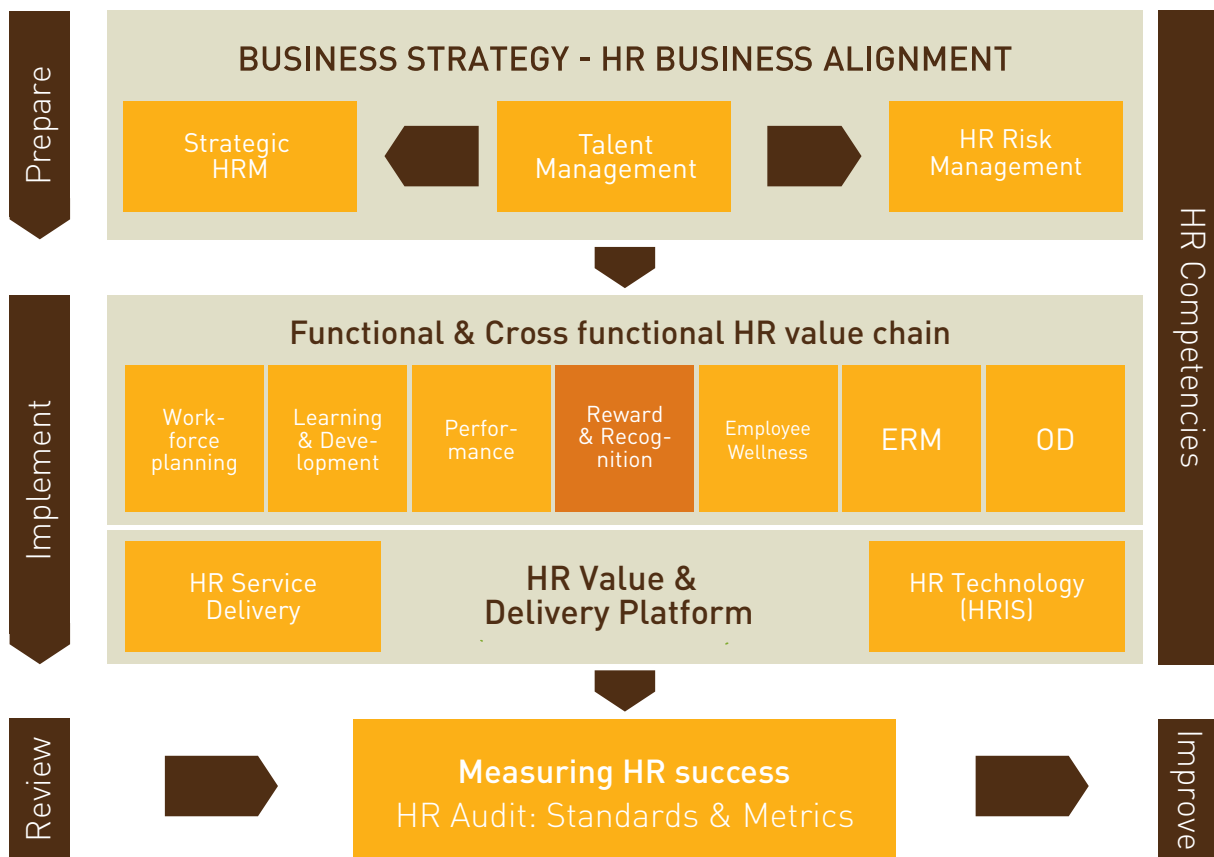 Prepare
BUSINESS STRATEGY - HR BUSINESS ALIGNMENT
Strategic
HRM
Talent
Management
HR Risk
Management
HR Competencies
Implement
Functional & Cross functional HR value chain
Work-
force
planning
Learning
& Deve-
lopment
Perfor-
mance
Reward
& Recog-
nition
Employee
Wellness
ERM
OD
HR Service
Delivery
HR Value &
Delivery Platform
HR Technology
(HRIS)
Review
Measuring HR success
HR Audit: Standards & Metrics
Improve